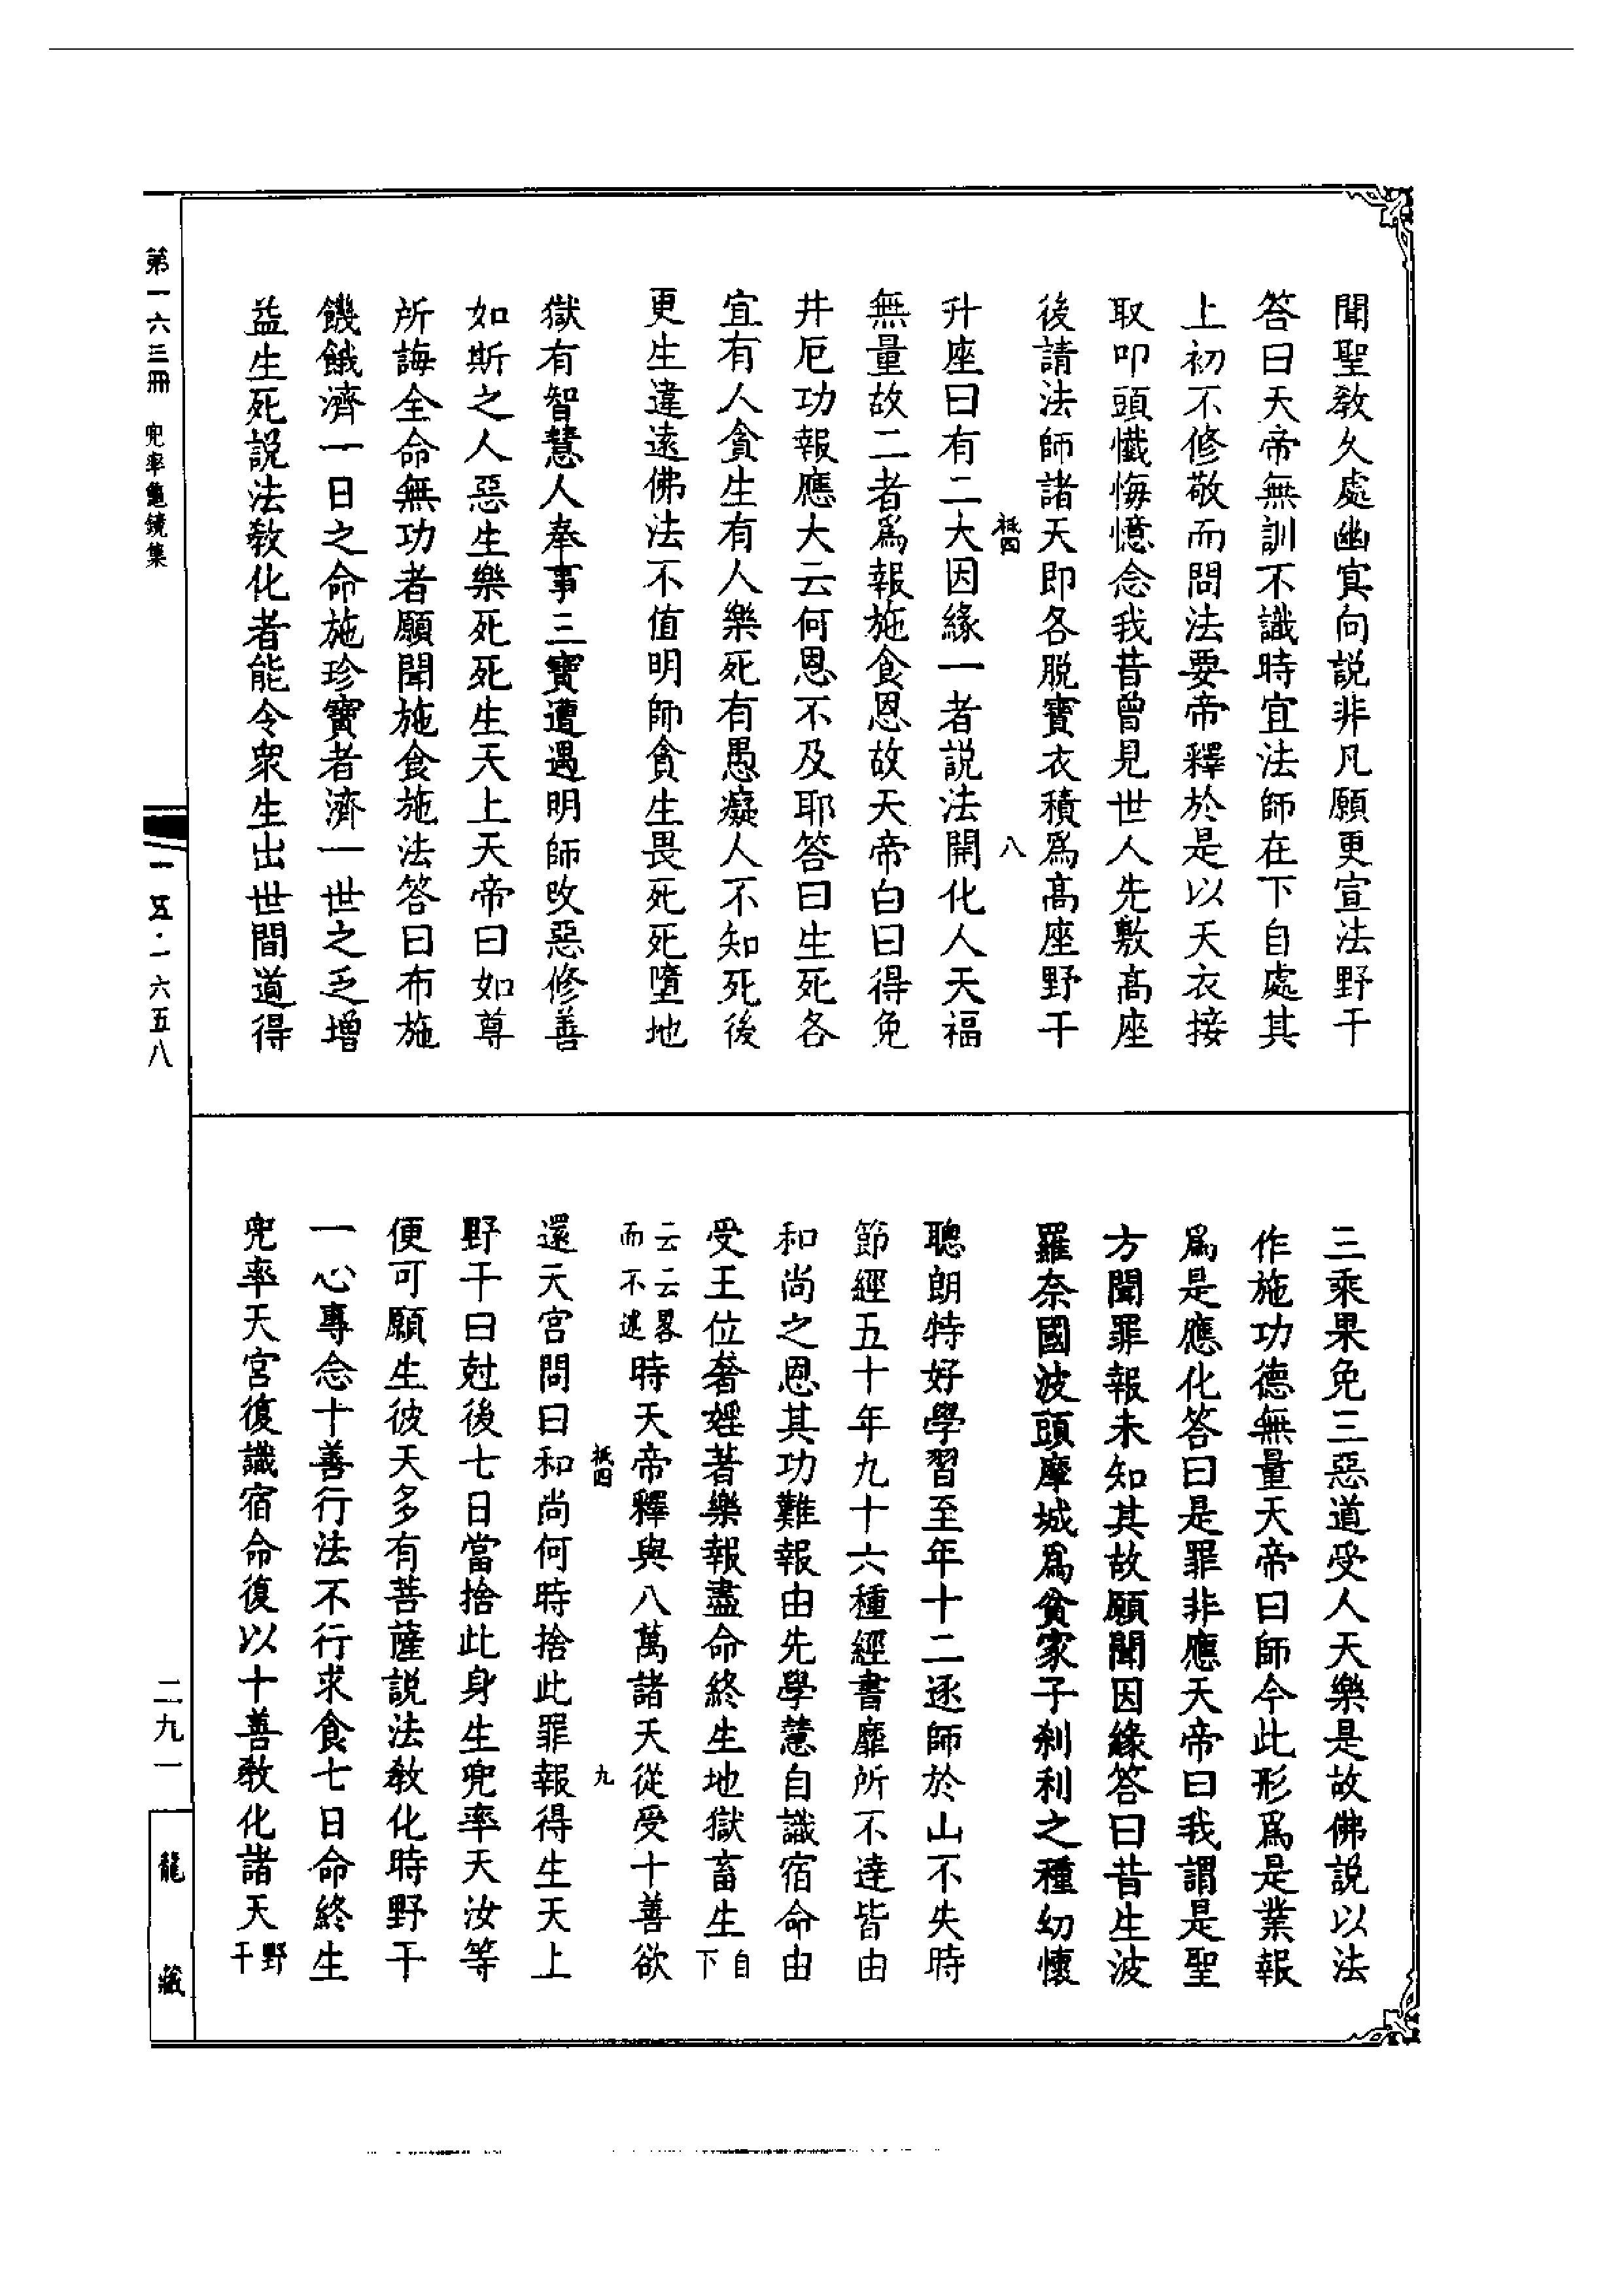 聞聖教久處幽冥向説非凡願更宣法野干
答曰天帝無訓不識時宜法師在下自處其
上初不修敬而問法要帝釋於是以天衣接
取叩頭懺悔憶念我昔曾見世人先敷高座
後請法師諸天即各脱寶衣積爲高座野干
祇四 八
升座曰有二大因緣一者説法開化人天福
無量故二者爲報施食恩故天帝白曰得免
井厄功報應大云何恩不及耶答曰生死各
宜有人貪生有人樂死有愚癡人不知死後
更生違遠佛法不值明師貪生畏死死墮地
獄有智慧人奉事三寶遭遇明師改惡修善
如斯之人惡生樂死死生天上天帝曰如尊
所誨全命無功者願聞施食施法答曰布施
饑餓濟一日之命施珍寶者濟一世之乏增
益生死説法教化者能令衆生出世間道得
三乘果免三惡道受人天樂是故佛説以法
作施功德無量天帝曰師今此形爲是業報
爲是應化答曰是罪非應天帝曰我謂是聖
方聞罪報未知其故願聞因緣答曰昔生波
羅奈國波頭摩城爲貧家子刹利之種幼懷
聰朗特好學習至年十二逐師於山不失時
節經五十年九十六種經書靡所不達皆由
和尚之恩其功難報由先學慧自識宿命由
受王位奢婬著樂報盡命終生地獄畜生自下
云云畧而不述時天帝釋與八萬諸天從受十善欲
祇四 九
還天宮問曰和尚何時捨此罪報得生天上
野干曰尅後七日當捨此身生兜率天汝等
便可願生彼天多有菩薩説法教化時野干
一心專念十善行法不行求食七日命終生
兜率天宮復識宿命復以十善教化諸天野干
第一六三冊 兜率龜鏡集
一五·一六五八
二九一
龍藏